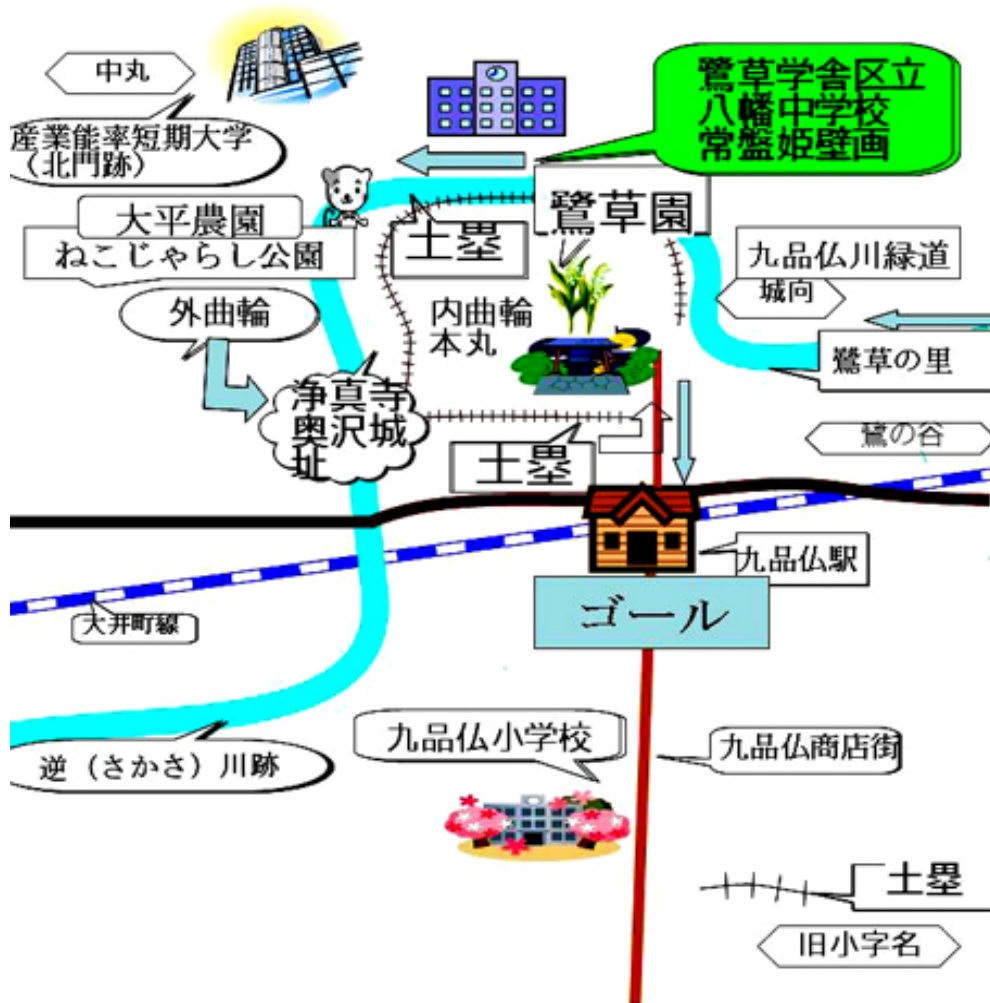 中丸
産業能率短期大学
(北門跡)
鷺草学舎区立
八幡中学校
常盤姫壁画
大平農園
ねこじゃらし公園
土塁
鷺草園
九品仏川緑道
城向
外曲輪
内曲輪
本丸
鷺草の里
浄真寺
奥沢城
址
鷺の谷
土塁
九品仏駅
ゴール
大井町線
九品仏小学校
九品仏商店街
逆(さかさ)川跡
土塁
旧小字名